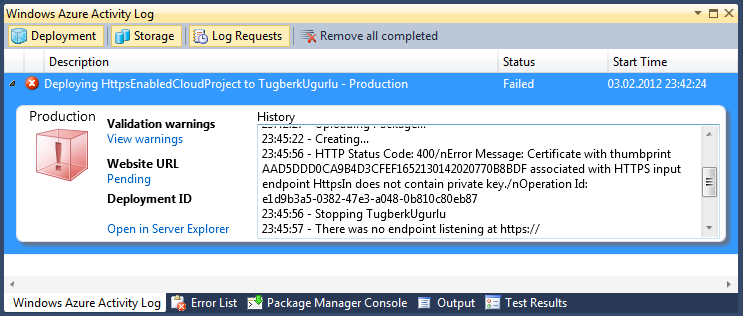 Windows Azure Activity Log
Deployment Storage Log Requests Remove all completed
Description Status Start Time
Deploying HttpsEnabledCloudProject to TugberkUgurlu - Production Failed 03.02.2012 23:42:24
Production
Validation warnings
View warnings
Website URL
Pending
Deployment ID
Open in Server Explorer
History
Uploading Package...
23:45:22 - Creating...
23:45:56 - HTTP Status Code: 400/nError Message: Certificate with thumbprint
AAD5DDD0CA9B4D3CFEF1652130142020770B8BDF associated with HTTPS input
endpoint HttpsIn does not contain private key./nOperation Id:
e1d9b3a5-0382-47e3-a048-0b810c80eb87
23:45:56 - Stopping TugberkUgurlu
23:45:57 - There was no endpoint listening at https://
Windows Azure Activity Log Error List Package Manager Console Output Test Results